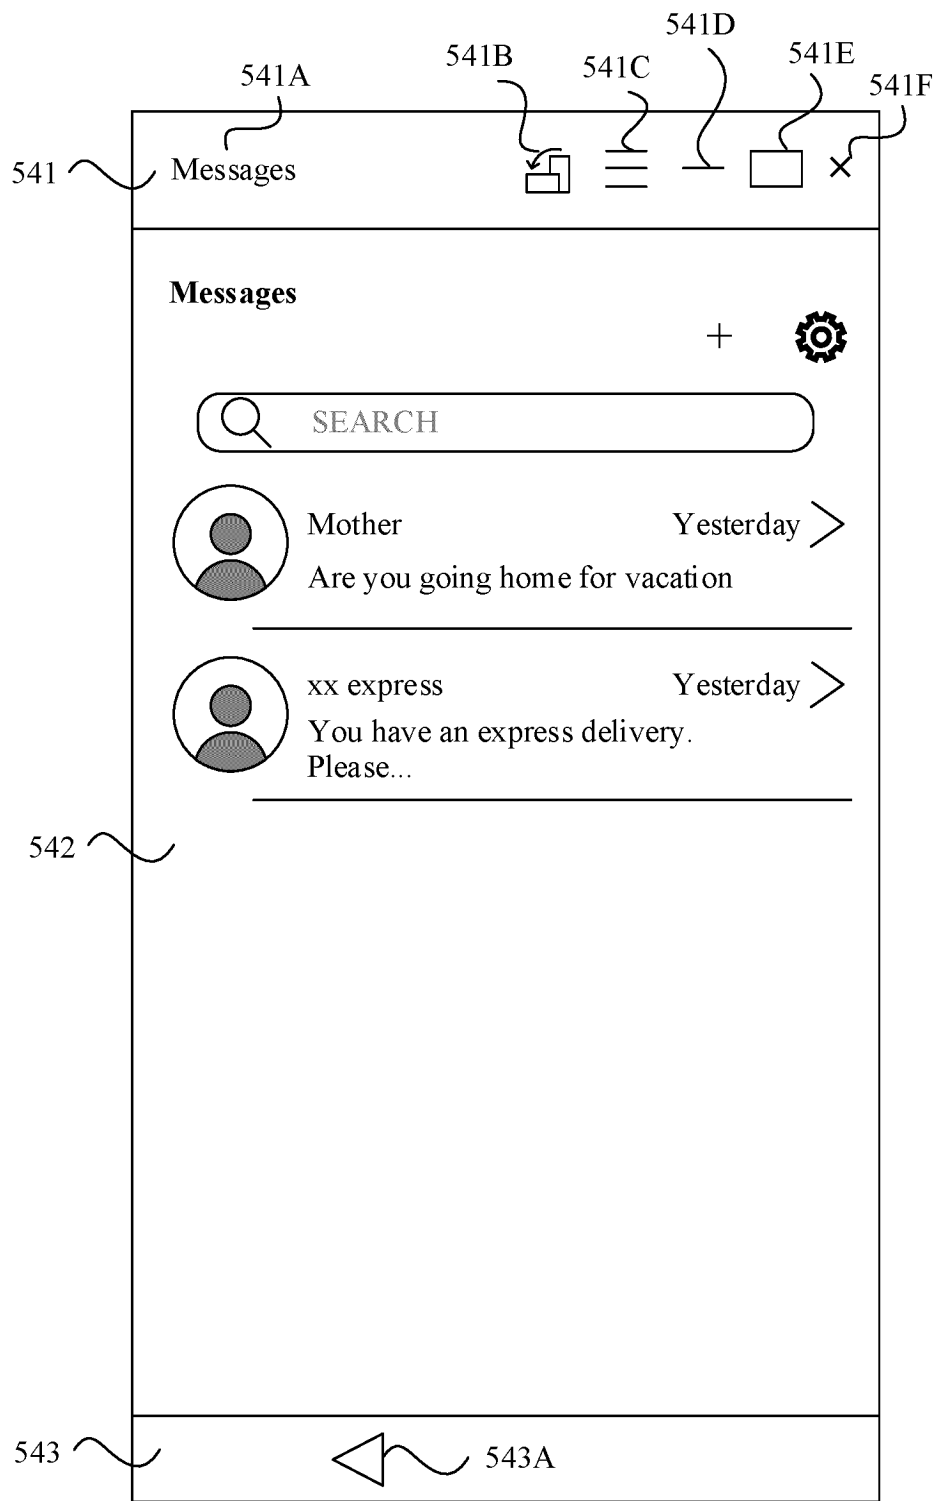 541D
541B
541E
541C
541A
541F
541
Messages
Messages
+
SEARCH
Mother Yesterday
Are you going home for vacation
xx express Yesterday
You have an express delivery.
Please...
542
543
543A